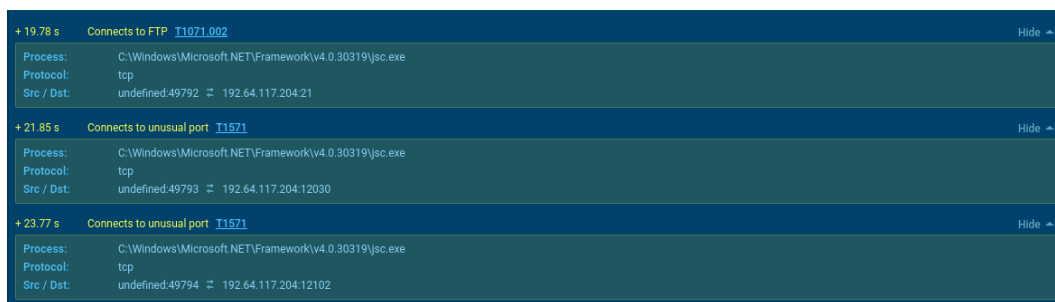 + 19.78 s Connects to FTP T1071.002 Hide
Process: C:\Windows\Microsoft.NET\Framework\v4.0.30319\jsc.exe
Protocol: tcp
Src / Dst: undefined:49792 ⇄ 192.64.117.204:21
+ 21.85 s Connects to unusual port T1571 Hide
Process: C:\Windows\Microsoft.NET\Framework\v4.0.30319\jsc.exe
Protocol: tcp
Src / Dst: undefined:49793 ⇄ 192.64.117.204:12030
+ 23.77 s Connects to unusual port T1571 Hide
Process: C:\Windows\Microsoft.NET\Framework\v4.0.30319\jsc.exe
Protocol: tcp
Src / Dst: undefined:49794 ⇄ 192.64.117.204:12102